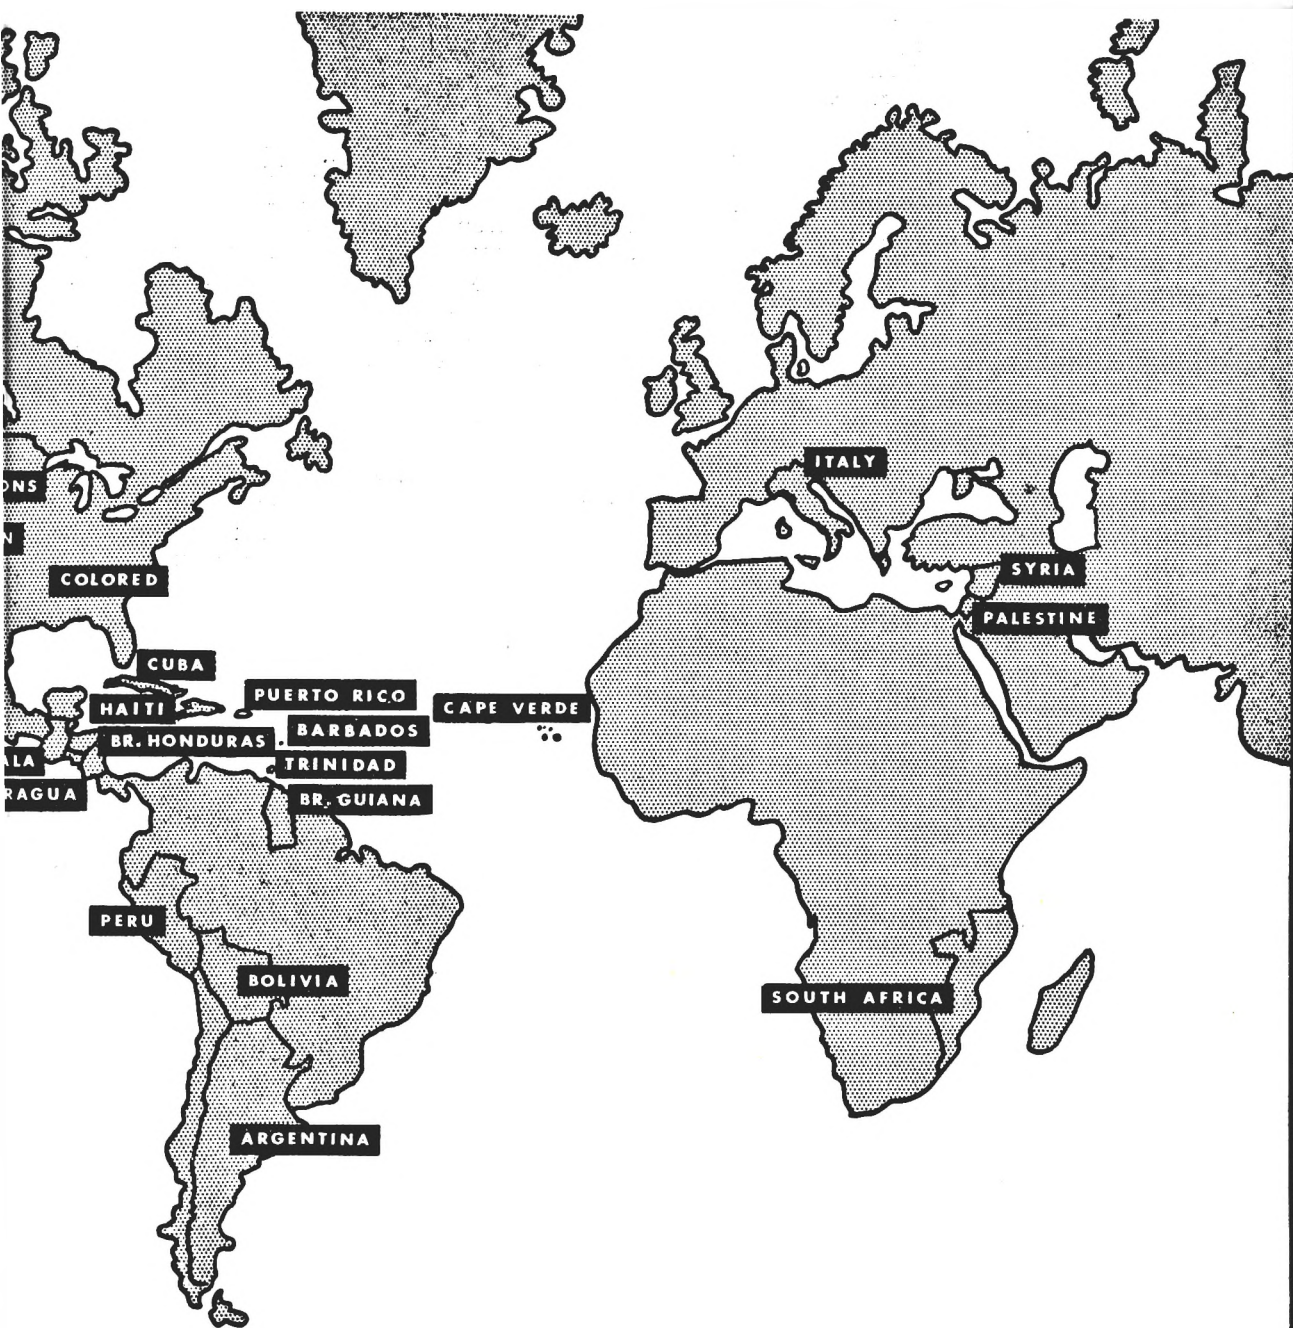 ITALY
ONS
N
SYRIA
COLORED
PALESTINE
CUBA
PUERTO RICO
HAITI
CAPE VERDE
BARBADOS
BR. HONDURAS
ALA
TRINIDAD
RAGUA
BR. GUIANA
PERU
BOLIVIA
SOUTH AFRICA
ARGENTINA